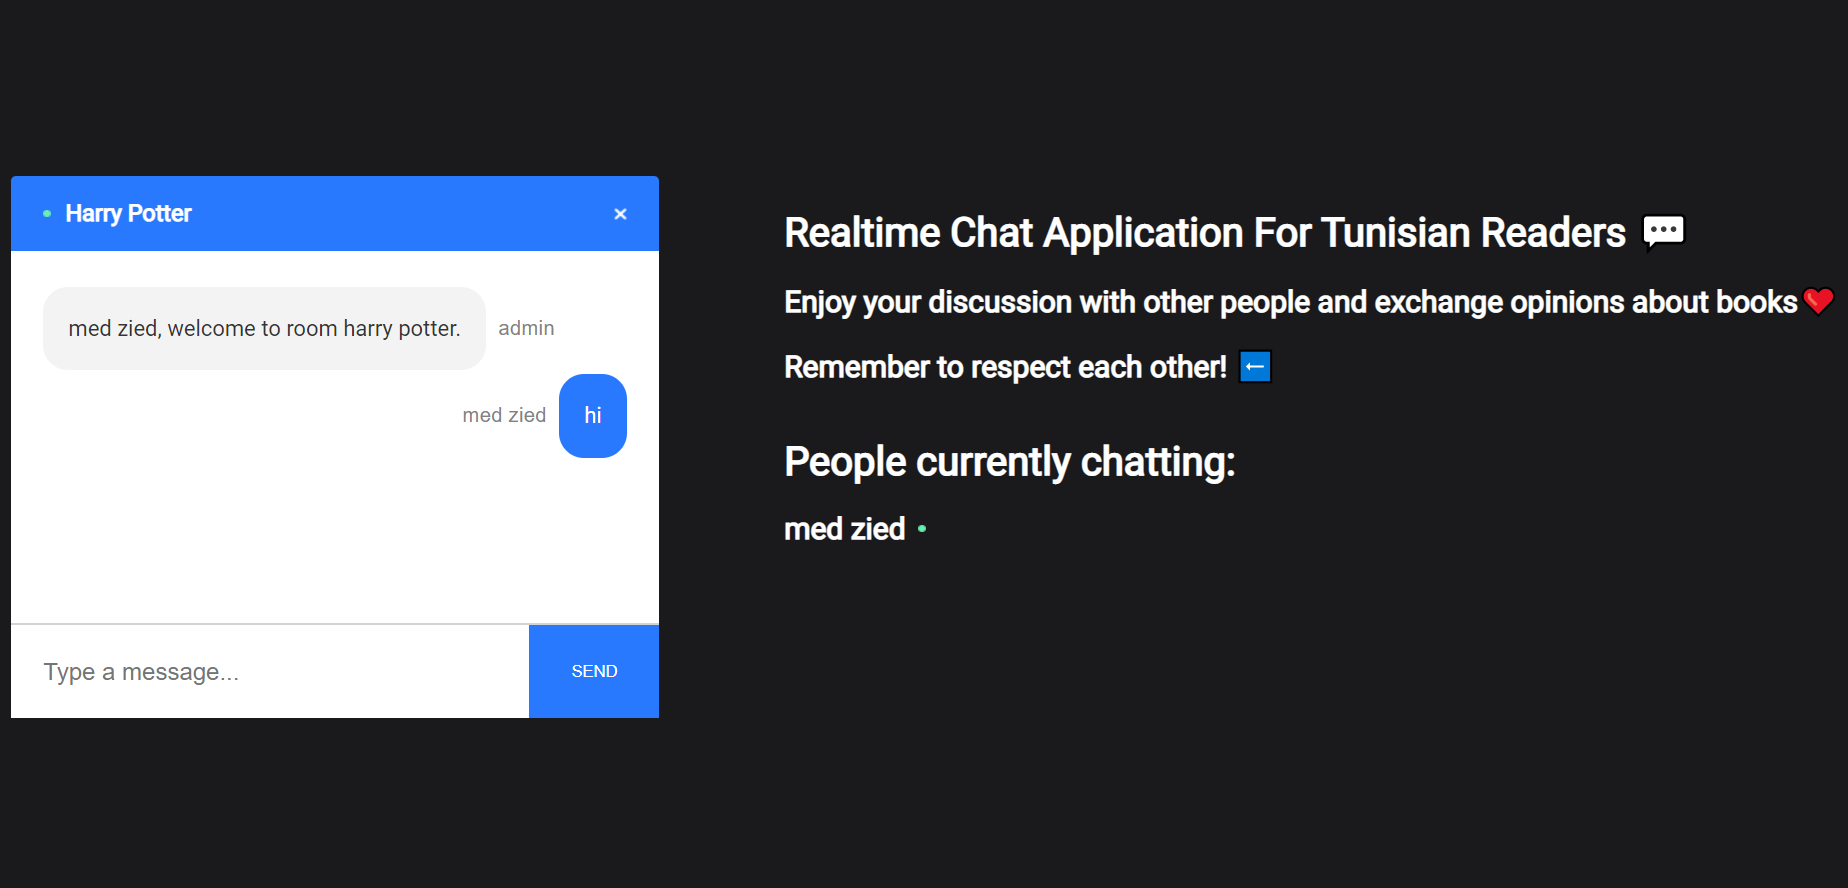 Harry Potter
med zied, welcome to room harry potter. admin
med zied hi
Type a message...
SEND
Realtime Chat Application For Tunisian Readers 💬
Enjoy your discussion with other people and exchange opinions about books❤️
Remember to respect each other! ⬅️
People currently chatting:
med zied